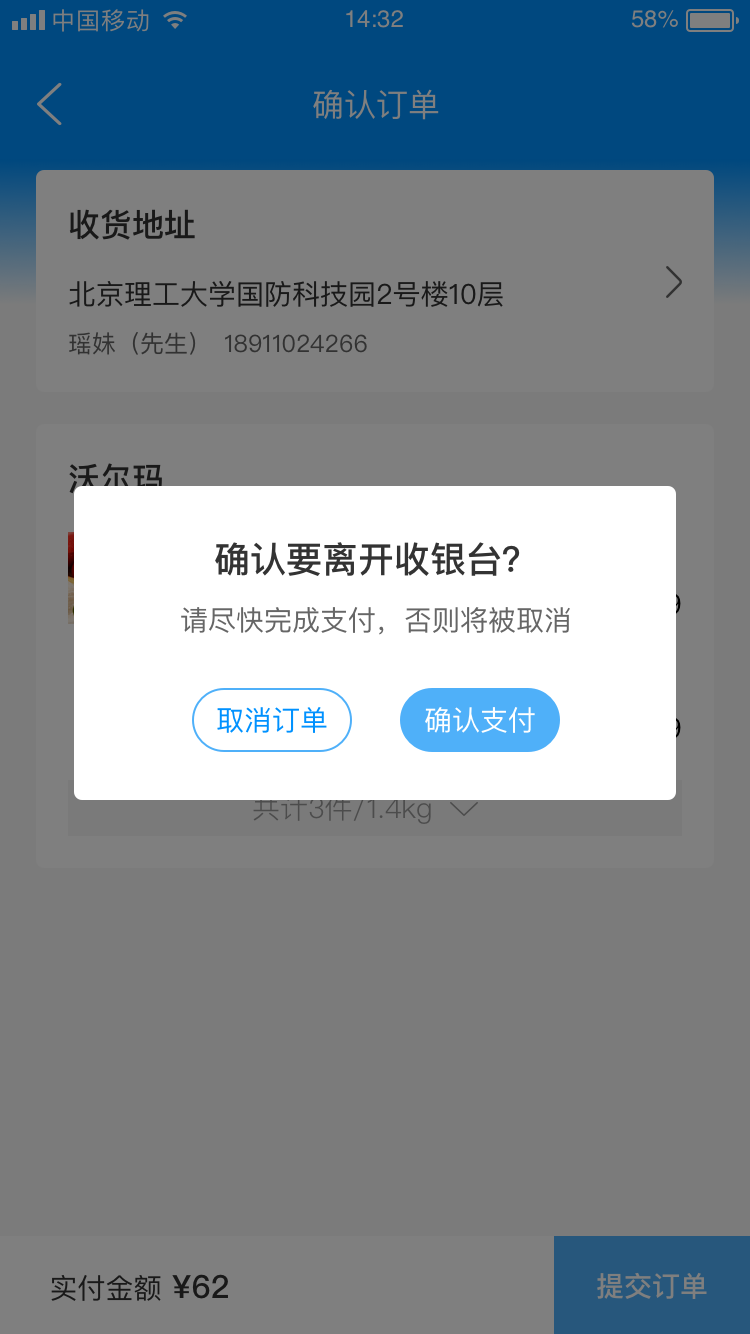 中国移动 14:32 58%
确认订单
收货地址
北京理工大学国防科技园2号楼10层
瑶妹（先生） 18911024266
沃尔玛
确认要离开收银台?
请尽快完成支付，否则将被取消
取消订单 确认支付
共计3件/1.4kg
实付金额 ¥62 提交订单